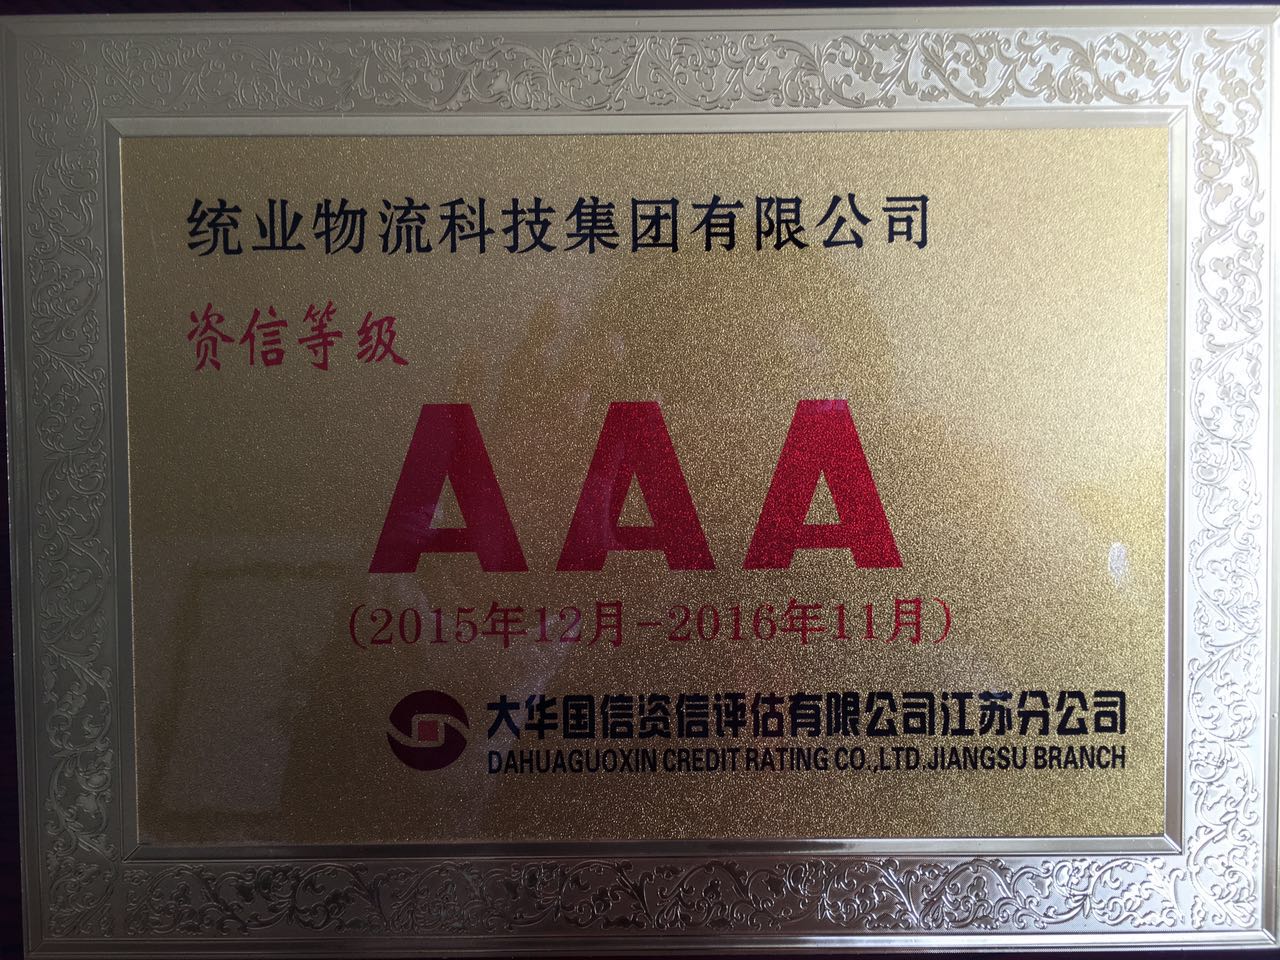 统业物流科技集团有限公司
资信等级
AAA
(2015年12月-2016年11月)
大华国信资信评估有限公司江苏分公司
DAHUAGUOXIN CREDIT RATING CO.,LTD.JIANGSU BRANCH